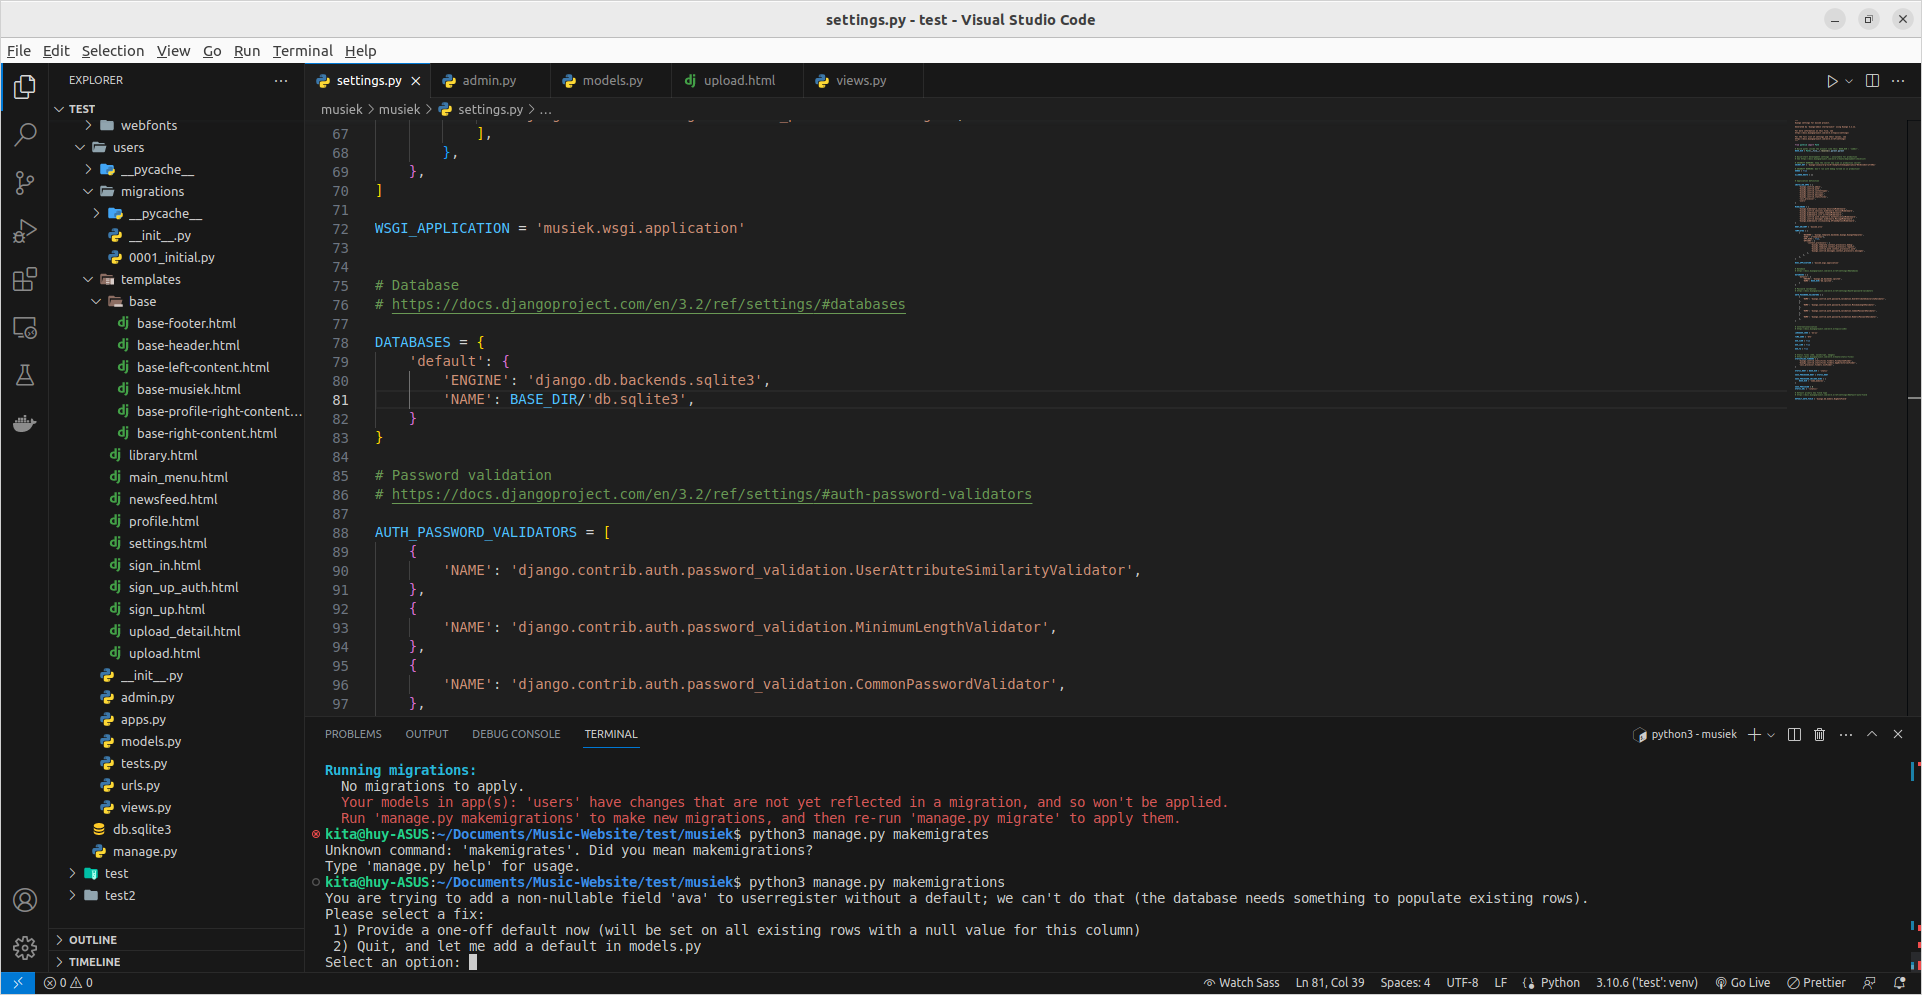 settings.py - test - Visual Studio Code
File Edit Selection View Go Run Terminal Help
EXPLORER
TEST
webfonts
users
__pycache__
migrations
__pycache__
__init__.py
0001_initial.py
templates
base
base-footer.html
base-header.html
base-left-content.html
base-musiek.html
base-profile-right-content...
base-right-content.html
library.html
main_menu.html
newsfeed.html
profile.html
settings.html
sign_in.html
sign_up_auth.html
sign_up.html
upload_detail.html
upload.html
__init__.py
admin.py
apps.py
models.py
tests.py
urls.py
views.py
db.sqlite3
manage.py
test
test2
OUTLINE
TIMELINE
settings.py admin.py models.py upload.html views.py
musiek > musiek > settings.py > ...
67 ],
68 },
69 },
70 ]
71
72 WSGI_APPLICATION = 'musiek.wsgi.application'
73
74
75 # Database
76 # https://docs.djangoproject.com/en/3.2/ref/settings/#databases
77
78 DATABASES = {
79 'default': {
80 'ENGINE': 'django.db.backends.sqlite3',
81 'NAME': BASE_DIR/'db.sqlite3',
82 }
83 }
84
85 # Password validation
86 # https://docs.djangoproject.com/en/3.2/ref/settings/#auth-password-validators
87
88 AUTH_PASSWORD_VALIDATORS = [
89 {
90 'NAME': 'django.contrib.auth.password_validation.UserAttributeSimilarityValidator',
91 },
92 {
93 'NAME': 'django.contrib.auth.password_validation.MinimumLengthValidator',
94 },
95 {
96 'NAME': 'django.contrib.auth.password_validation.CommonPasswordValidator',
97 },
PROBLEMS OUTPUT DEBUG CONSOLE TERMINAL python3 - musiek
Running migrations:
No migrations to apply.
Your models in app(s): 'users' have changes that are not yet reflected in a migration, and so won't be applied.
Run 'manage.py makemigrations' to make new migrations, and then re-run 'manage.py migrate' to apply them.
kita@huy-ASUS:~/Documents/Music-Website/test/musiek$ python3 manage.py makemigrates
Unknown command: 'makemigrates'. Did you mean makemigrations?
Type 'manage.py help' for usage.
kita@huy-ASUS:~/Documents/Music-Website/test/musiek$ python3 manage.py makemigrations
You are trying to add a non-nullable field 'ava' to userregister without a default; we can't do that (the database needs something to populate existing rows).
Please select a fix:
1) Provide a one-off default now (will be set on all existing rows with a null value for this column)
2) Quit, and let me add a default in models.py
Select an option:
0 0 Watch Sass Ln 81, Col 39 Spaces: 4 UTF-8 LF Python 3.10.6 ('test': venv) Go Live Prettier